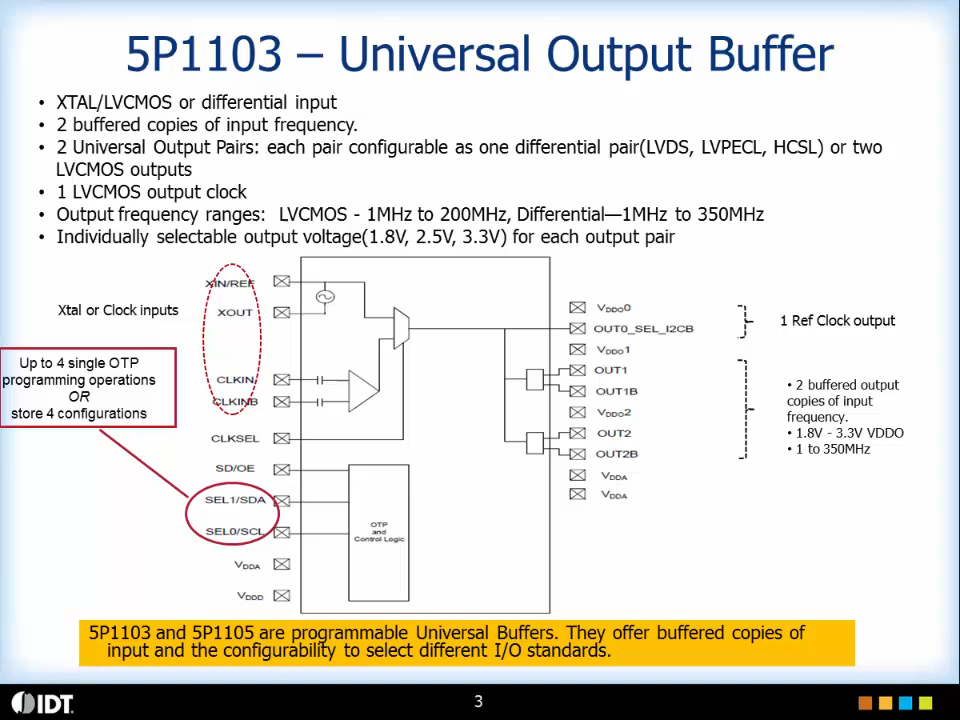 5P1103 – Universal Output Buffer
• XTAL/LVCMOS or differential input
• 2 buffered copies of input frequency.
• 2 Universal Output Pairs: each pair configurable as one differential pair(LVDS, LVPECL, HCSL) or two
LVCMOS outputs
• 1 LVCMOS output clock
• Output frequency ranges: LVCMOS - 1MHz to 200MHz, Differential—1MHz to 350MHz
• Individually selectable output voltage(1.8V, 2.5V, 3.3V) for each output pair
Xtal or Clock inputs
Up to 4 single OTP
programming operations
OR
store 4 configurations
XIN/REF
XOUT
CLKIN
CLKINB
CLKSEL
SD/OE
SEL1/SDA
SEL0/SCL
VDDA
VDDD
OTP
and
Control Logic
VDDO0
OUT0_SEL_I2CB
VDDO1
OUT1
OUT1B
VDDO2
OUT2
OUT2B
VDDA
VDDA
1 Ref Clock output
• 2 buffered output
copies of input
frequency.
• 1.8V - 3.3V VDDO
• 1 to 350MHz
5P1103 and 5P1105 are programmable Universal Buffers. They offer buffered copies of
input and the configurability to select different I/O standards.
IDT.
3